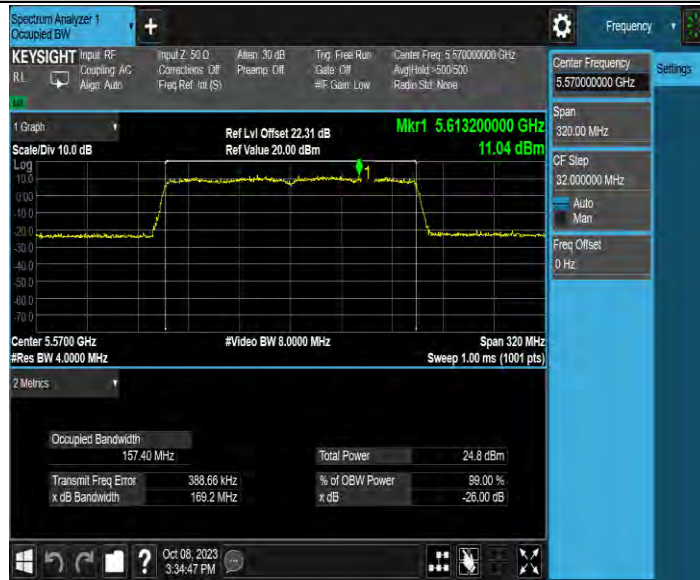 Spectrum Analyzer 1
Occupied BW
Frequency
KEYSIGHT
RL
Input: RF
Coupling: AC
Align: Auto
Input Z: 50 Ω
Corrections: Off
Freq Ref: Int (S)
Atten: 30 dB
Preamp: Off
Trig: Free Run
Gate: Off
#IF Gain: Low
Center Freq: 5.570000000 GHz
Avg|Hold:>500/500
Radio Std: None
Center Frequency
5.570000000 GHz
Settings
Span
320.00 MHz
CF Step
32.000000 MHz
Auto
Man
Freq Offset
0 Hz
1 Graph
Scale/Div 10.0 dB
Ref Lvl Offset 22.31 dB
Ref Value 20.00 dBm
Mkr1 5.613200000 GHz
11.04 dBm
Log
10.0
0.00
-10.0
-20.0
-30.0
-40.0
-50.0
-60.0
-70.0
1
Center 5.5700 GHz
#Res BW 4.0000 MHz
#Video BW 8.0000 MHz
Span 320 MHz
Sweep 1.00 ms (1001 pts)
2 Metrics
Occupied Bandwidth
157.40 MHz
Total Power 24.8 dBm
Transmit Freq Error 388.66 kHz
% of OBW Power 99.00 %
x dB Bandwidth 169.2 MHz
x dB -26.00 dB
?
Oct 08, 2023
3:34:47 PM